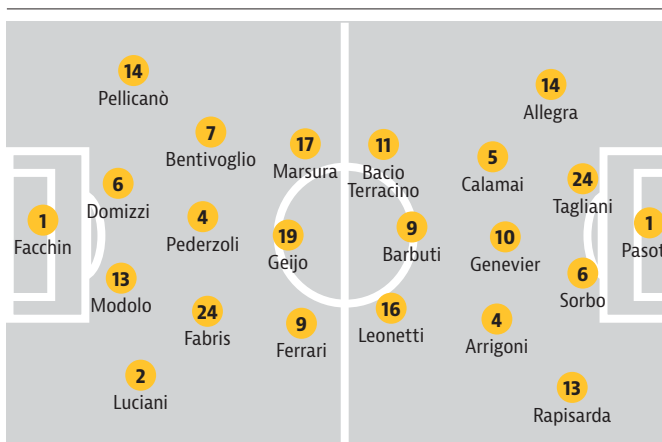 14
Pellicanò
7
Bentivoglio
17
Marsura
6
Domizzi
4
Pederzoli
1
Facchin
19
Geijo
13
Modolo
24
Fabris
9
Ferrari
2
Luciani
14
Allegra
11
Bacio
Terracino
5
Calamai
24
Tagliani
9
Barbuti
10
Genevier
1
Pasot
6
Sorbo
16
Leonetti
4
Arrigoni
13
Rapisarda